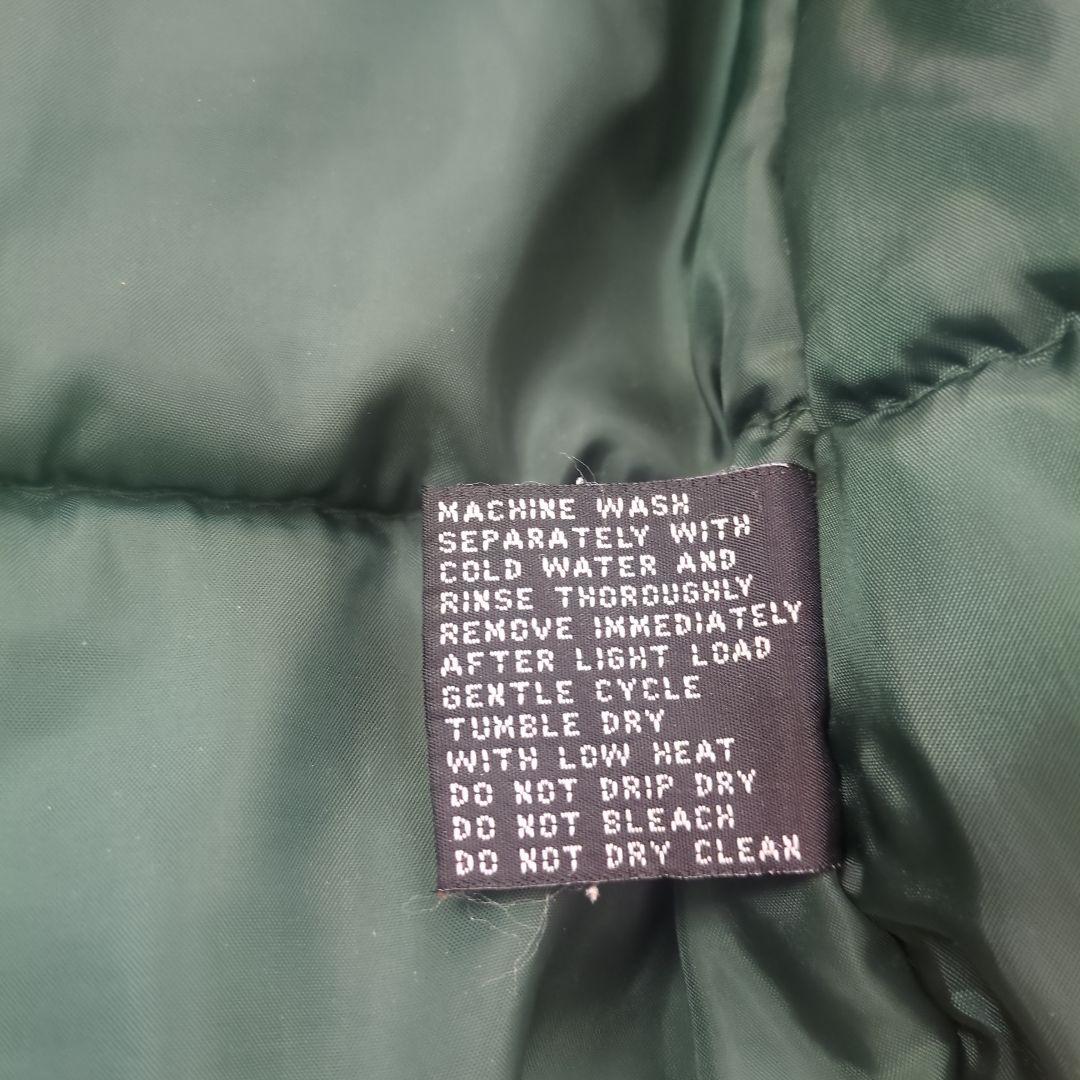 MACHINE WASH
SEPARATELY WITH
COLD WATER AND
RINSE THOROUGHLY
REMOVE IMMEDIATELY
AFTER LIGHT LOAD
GENTLE CYCLE
TUMBLE DRY
WITH LOW HEAT
DO NOT DRIP DRY
DO NOT BLEACH
DO NOT DRY CLEAN